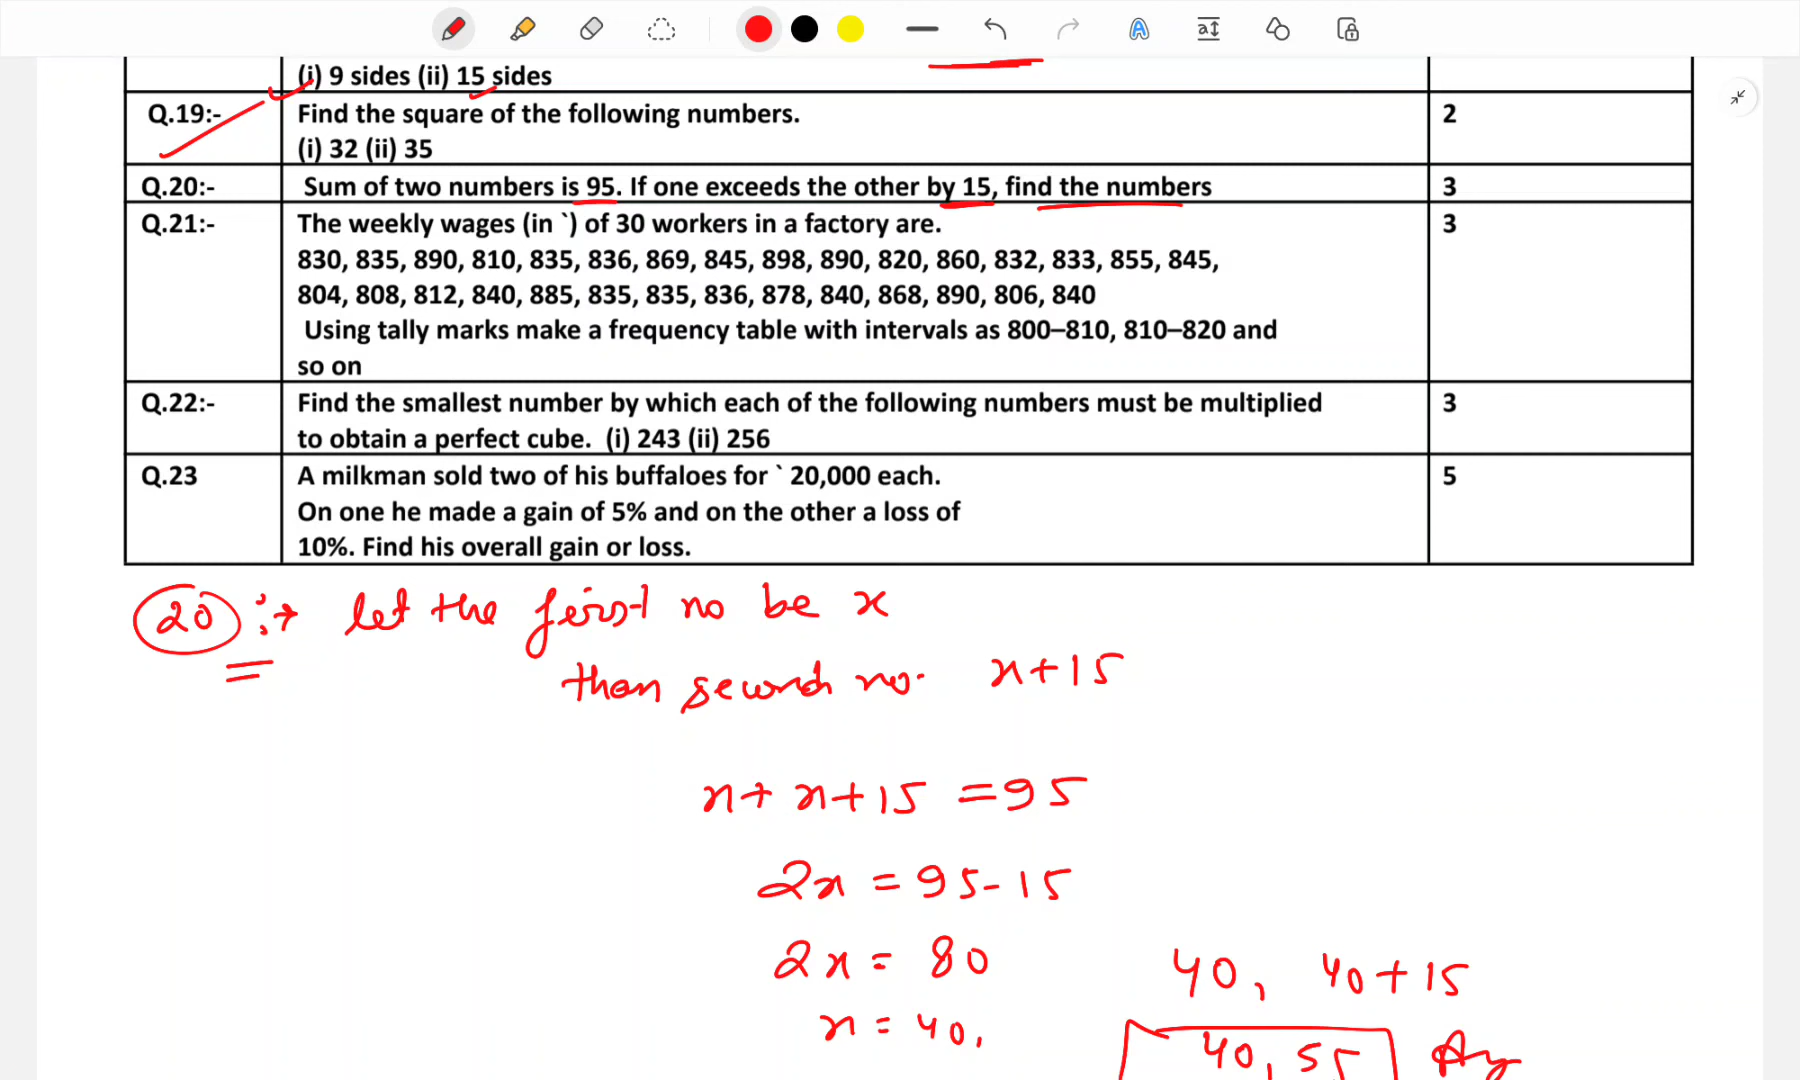 (i) 9 sides (ii) 15 sides
Q.19:- Find the square of the following numbers. 2
(i) 32 (ii) 35
Q.20:- Sum of two numbers is 95. If one exceeds the other by 15, find the numbers 3
Q.21:- The weekly wages (in `) of 30 workers in a factory are. 3
830, 835, 890, 810, 835, 836, 869, 845, 898, 890, 820, 860, 832, 833, 855, 845,
804, 808, 812, 840, 885, 835, 835, 836, 878, 840, 868, 890, 806, 840
Using tally marks make a frequency table with intervals as 800–810, 810–820 and
so on
Q.22:- Find the smallest number by which each of the following numbers must be multiplied 3
to obtain a perfect cube. (i) 243 (ii) 256
Q.23 A milkman sold two of his buffaloes for ` 20,000 each. 5
On one he made a gain of 5% and on the other a loss of
10%. Find his overall gain or loss.
20 :→ let the first no be x
then second no. x+15
x + x+15 = 95
2x = 95-15
2x = 80
x = 40,
40, 40+15
40, 55 Ay